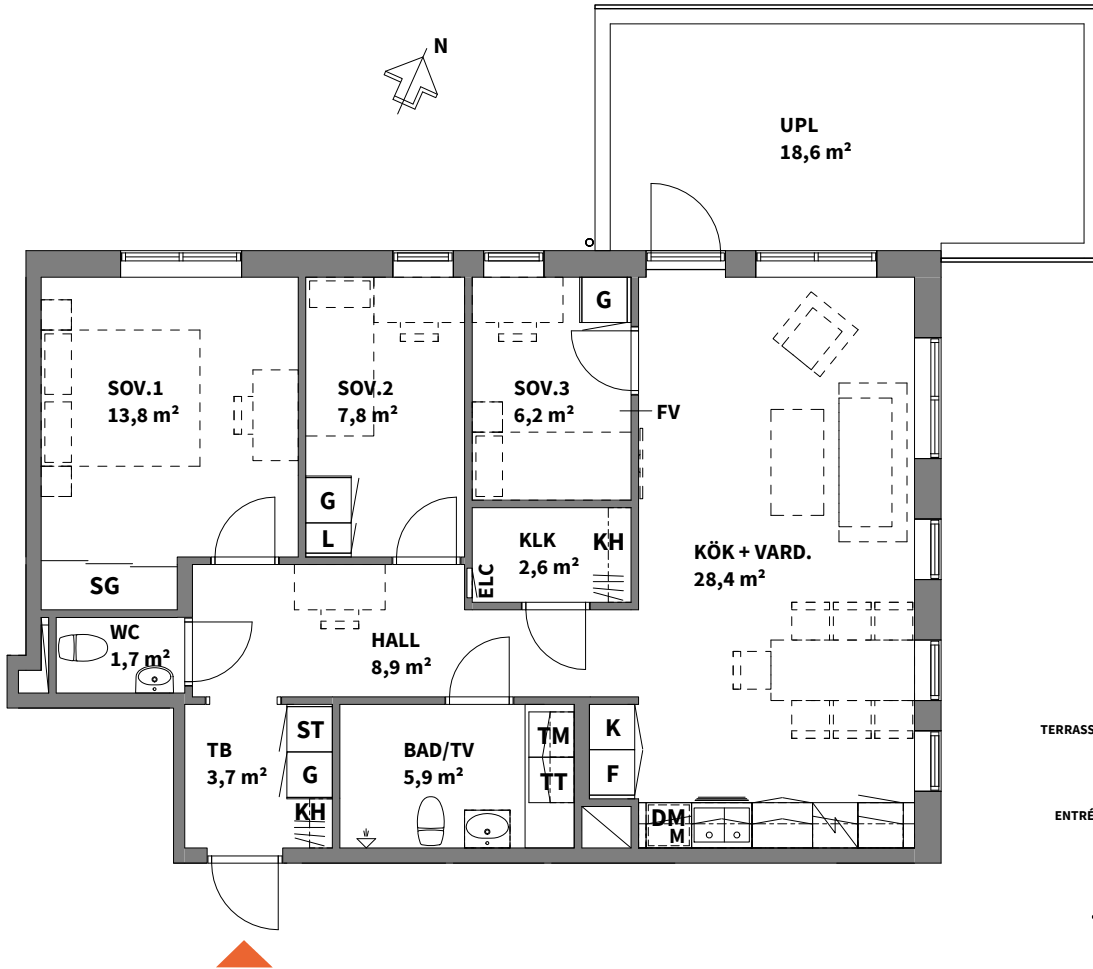 N
UPL
18,6 m²
G
SOV.1
13,8 m²
SOV.2
7,8 m²
SOV.3
6,2 m²
FV
G
L
KLK
2,6 m²
KH
ELC
KÖK + VARD.
28,4 m²
SG
WC
1,7 m²
HALL
8,9 m²
ST
G
KH
TB
3,7 m²
BAD/TV
5,9 m²
TM
TT
K
F
DM
M
TERRASS
ENTRÉ